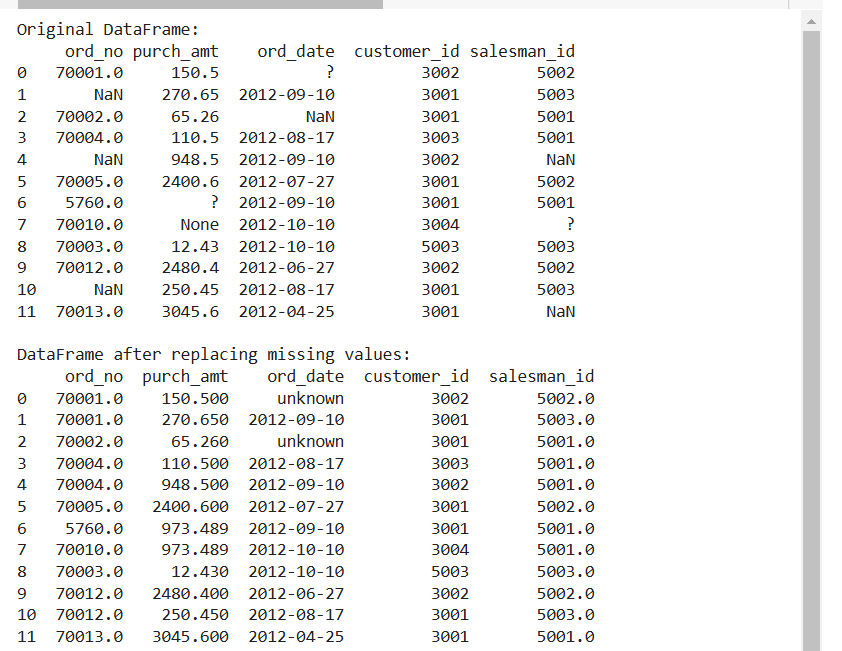 Original DataFrame:
     ord_no purch_amt    ord_date  customer_id salesman_id
0   70001.0     150.5           ?         3002        5002
1       NaN    270.65  2012-09-10         3001        5003
2   70002.0     65.26         NaN         3001        5001
3   70004.0     110.5  2012-08-17         3003        5001
4       NaN     948.5  2012-09-10         3002         NaN
5   70005.0    2400.6  2012-07-27         3001        5002
6    5760.0         ?  2012-09-10         3001        5001
7   70010.0      None  2012-10-10         3004           ?
8   70003.0     12.43  2012-10-10         5003        5003
9   70012.0    2480.4  2012-06-27         3002        5002
10      NaN    250.45  2012-08-17         3001        5003
11  70013.0    3045.6  2012-04-25         3001         NaN

DataFrame after replacing missing values:
     ord_no  purch_amt    ord_date  customer_id  salesman_id
0   70001.0    150.500     unknown         3002       5002.0
1   70001.0    270.650  2012-09-10         3001       5003.0
2   70002.0     65.260     unknown         3001       5001.0
3   70004.0    110.500  2012-08-17         3003       5001.0
4   70004.0    948.500  2012-09-10         3002       5001.0
5   70005.0   2400.600  2012-07-27         3001       5002.0
6    5760.0    973.489  2012-09-10         3001       5001.0
7   70010.0    973.489  2012-10-10         3004       5001.0
8   70003.0     12.430  2012-10-10         5003       5003.0
9   70012.0   2480.400  2012-06-27         3002       5002.0
10  70012.0    250.450  2012-08-17         3001       5003.0
11  70013.0   3045.600  2012-04-25         3001       5001.0